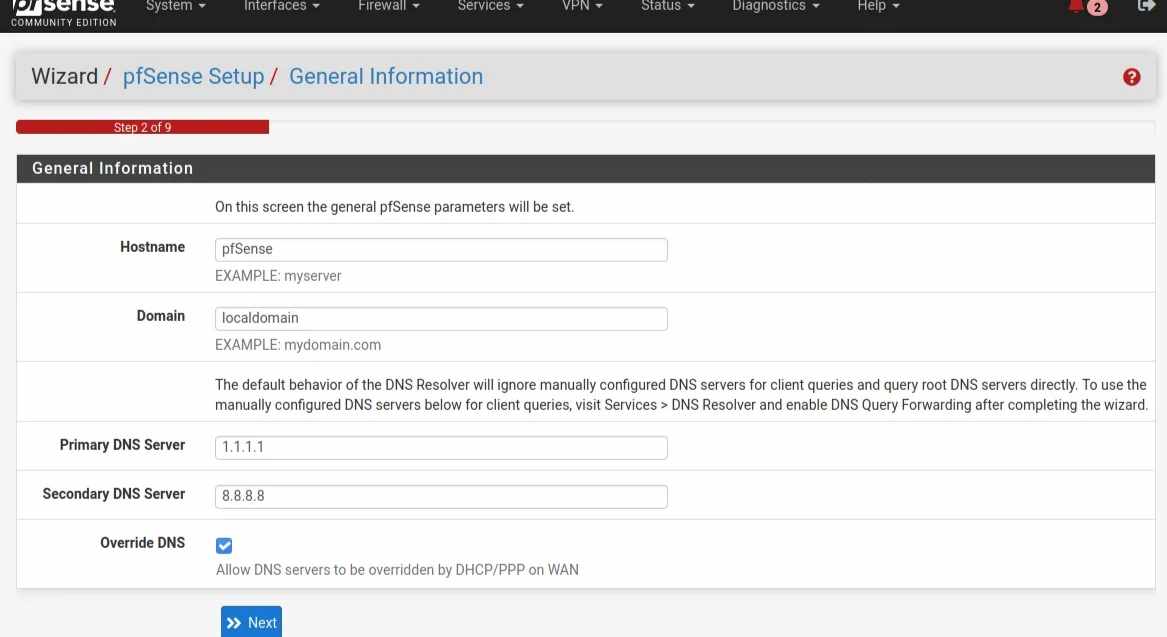 pfSense
System Interfaces Firewall Services VPN Status Diagnostics Help 2
COMMUNITY EDITION
Wizard / pfSense Setup / General Information
Step 2 of 9
General Information
On this screen the general pfSense parameters will be set.
Hostname
pfSense
EXAMPLE: myserver
Domain
localdomain
EXAMPLE: mydomain.com
The default behavior of the DNS Resolver will ignore manually configured DNS servers for client queries and query root DNS servers directly. To use the
manually configured DNS servers below for client queries, visit Services > DNS Resolver and enable DNS Query Forwarding after completing the wizard.
Primary DNS Server
1.1.1.1
Secondary DNS Server
8.8.8.8
Override DNS
Allow DNS servers to be overridden by DHCP/PPP on WAN
Next